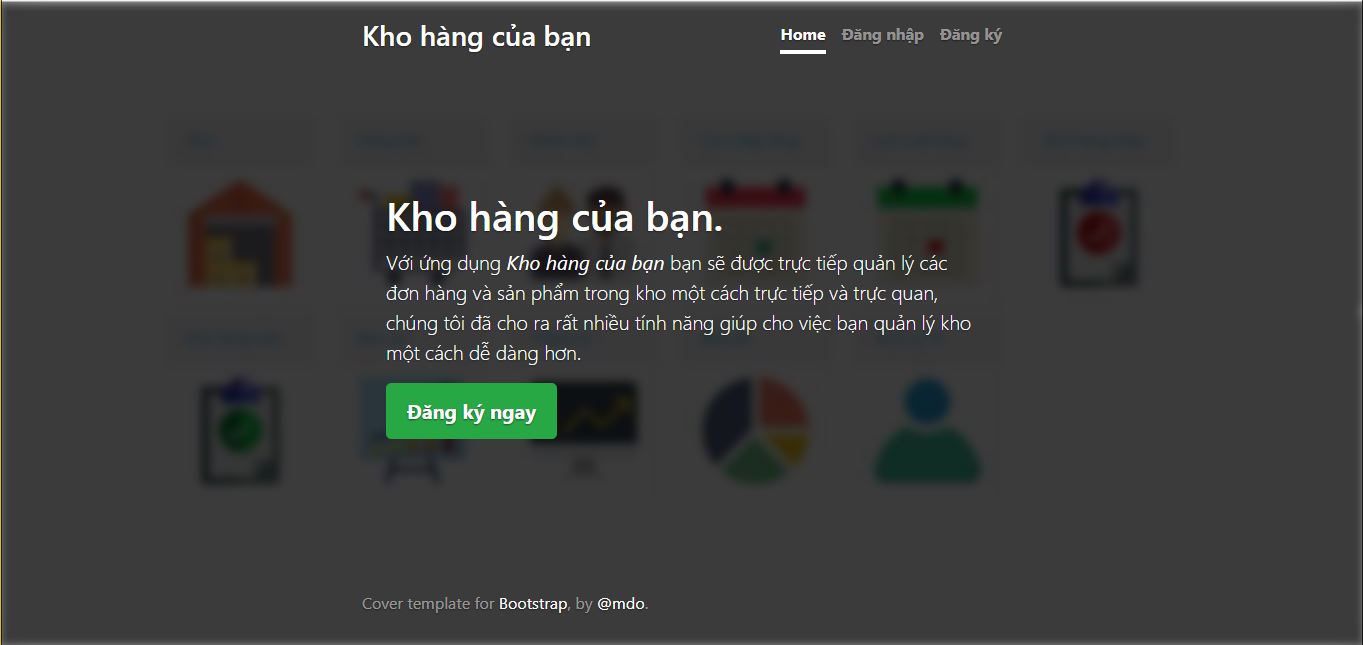 Kho hàng của bạn
Home Đăng nhập Đăng ký
Kho hàng của bạn.
Với ứng dụng Kho hàng của bạn bạn sẽ được trực tiếp quản lý các
đơn hàng và sản phẩm trong kho một cách trực tiếp và trực quan,
chúng tôi đã cho ra rất nhiều tính năng giúp cho việc bạn quản lý kho
một cách dễ dàng hơn.
Đăng ký ngay
Cover template for Bootstrap, by @mdo.